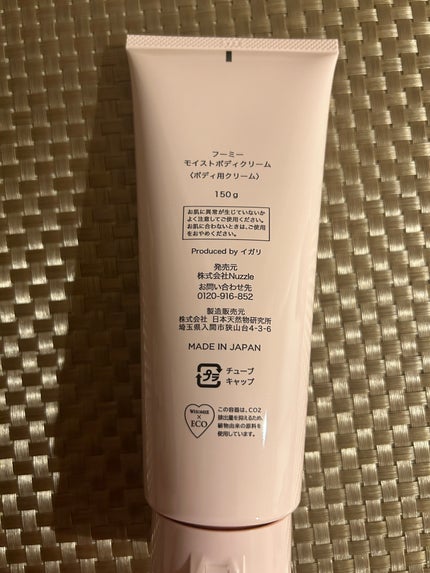 フーミー
モイストボディクリーム
〈ボディ用クリーム〉
150g
お肌に異常が生じていないか
よく注意してご使用ください。
お肌に合わないときは、ご使用
をおやめください。
Produced by イガリ
発売元
株式会社Nuzzle
お問い合わせ先
0120-916-852
製造販売元
株式会社 日本天然物研究所
埼玉県入間市狭山台4-3-6
MADE IN JAPAN
プラ
チューブ
キャップ
×
ECO
この容器は、CO2
排出量を抑えるため、
植物由来の原料を
使用しています。